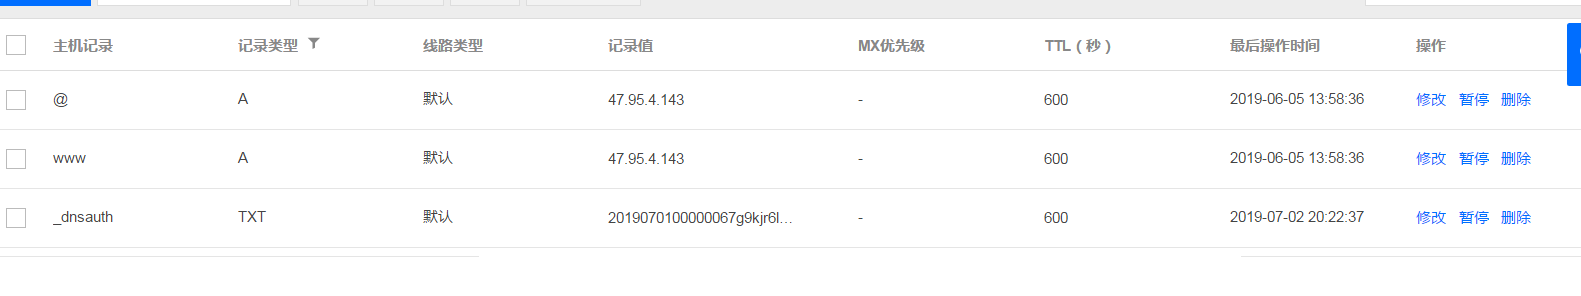 主机记录 记录类型 线路类型 记录值 MX优先级 TTL（秒） 最后操作时间 操作
@ A 默认 47.95.4.143 - 600 2019-06-05 13:58:36 修改 暂停 删除
www A 默认 47.95.4.143 - 600 2019-06-05 13:58:36 修改 暂停 删除
_dnsauth TXT 默认 2019070100000067g9kjr6l... - 600 2019-07-02 20:22:37 修改 暂停 删除